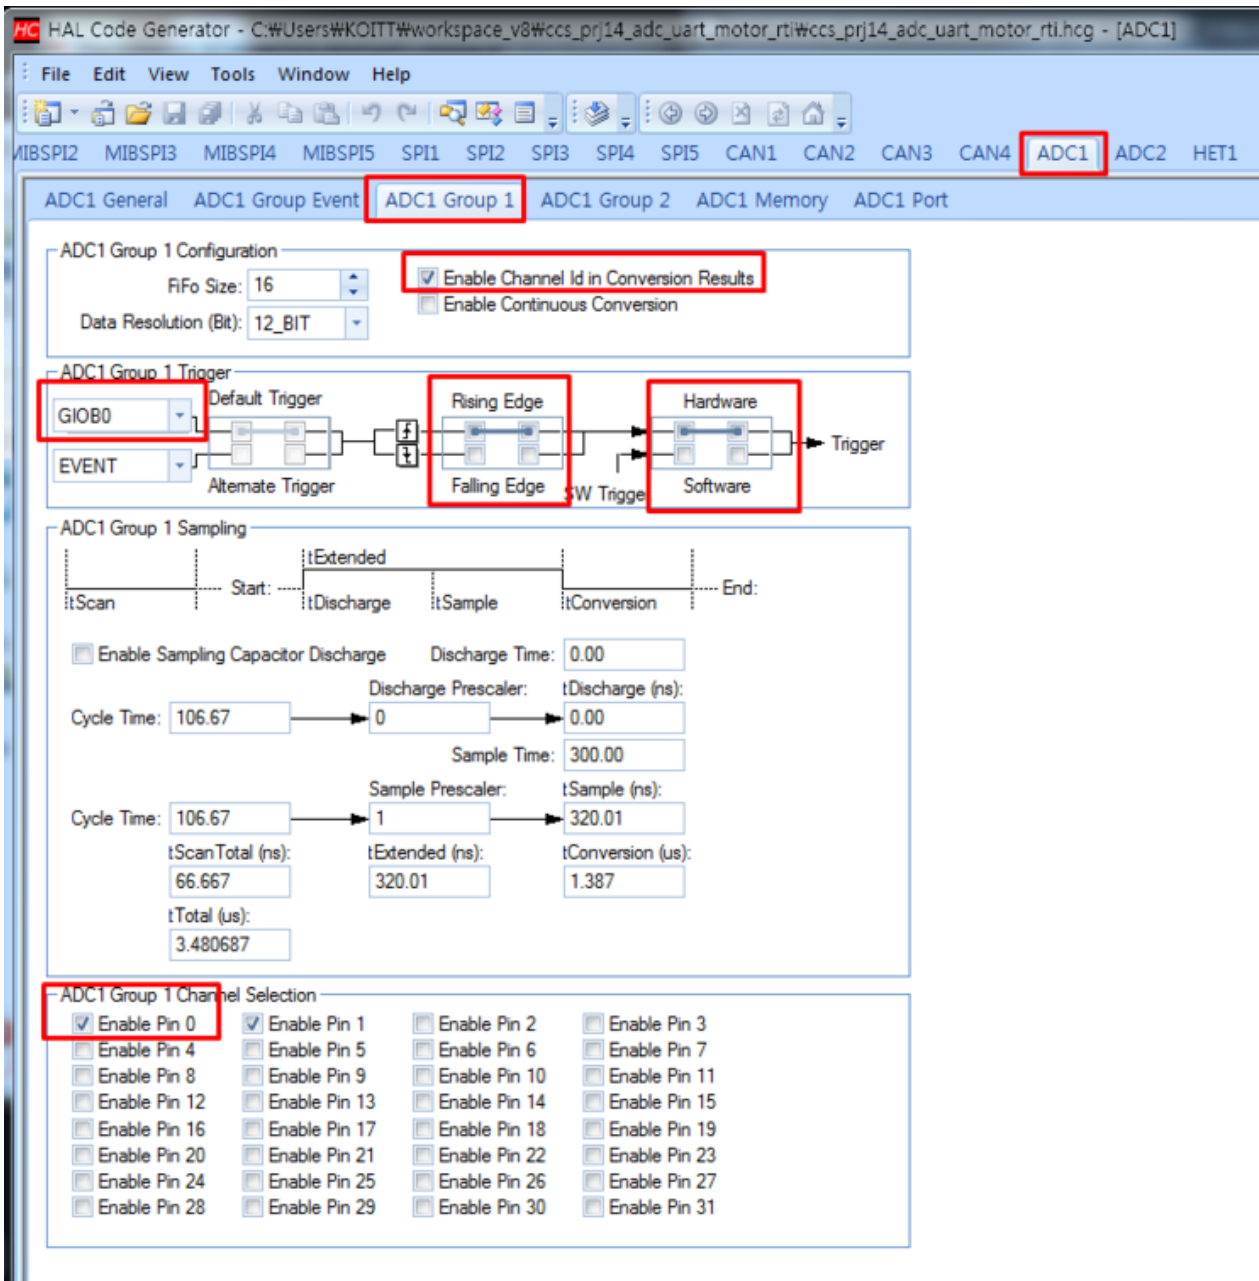 HC HAL Code Generator - C:₩Users₩KOITT₩workspace_v8₩ccs_prj14_adc_uart_motor_rti₩ccs_prj14_adc_uart_motor_rti.hcg - [ADC1]
File Edit View Tools Window Help
MIBSPI2 MIBSPI3 MIBSPI4 MIBSPI5 SPI1 SPI2 SPI3 SPI4 SPI5 CAN1 CAN2 CAN3 CAN4 ADC1 ADC2 HET1
ADC1 General ADC1 Group Event ADC1 Group 1 ADC1 Group 2 ADC1 Memory ADC1 Port
ADC1 Group 1 Configuration
FiFo Size: 16 Enable Channel Id in Conversion Results
Enable Continuous Conversion
Data Resolution (Bit): 12_BIT
ADC1 Group 1 Trigger
Default Trigger Rising Edge Hardware
GIOB0
Trigger
EVENT
Alternate Trigger Falling Edge SW Trigge Software
ADC1 Group 1 Sampling
tExtended
Start: End:
tScan tDischarge tSample tConversion
Enable Sampling Capacitor Discharge Discharge Time: 0.00
Discharge Prescaler: tDischarge (ns):
Cycle Time: 106.67 0 0.00
Sample Time: 300.00
Sample Prescaler: tSample (ns):
Cycle Time: 106.67 1 320.01
tScanTotal (ns): tExtended (ns): tConversion (us):
66.667 320.01 1.387
tTotal (us):
3.480687
ADC1 Group 1 Channel Selection
Enable Pin 0 Enable Pin 1 Enable Pin 2 Enable Pin 3
Enable Pin 4 Enable Pin 5 Enable Pin 6 Enable Pin 7
Enable Pin 8 Enable Pin 9 Enable Pin 10 Enable Pin 11
Enable Pin 12 Enable Pin 13 Enable Pin 14 Enable Pin 15
Enable Pin 16 Enable Pin 17 Enable Pin 18 Enable Pin 19
Enable Pin 20 Enable Pin 21 Enable Pin 22 Enable Pin 23
Enable Pin 24 Enable Pin 25 Enable Pin 26 Enable Pin 27
Enable Pin 28 Enable Pin 29 Enable Pin 30 Enable Pin 31